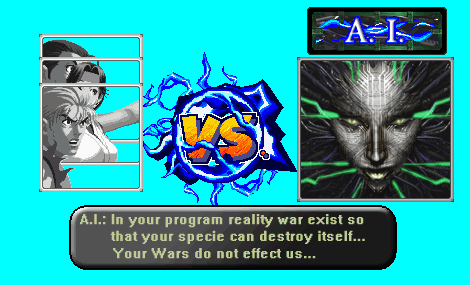 A. I.
VS.
A.I.: In your program reality war exist so
that your specie can destroy itself...
Your Wars do not effect us...